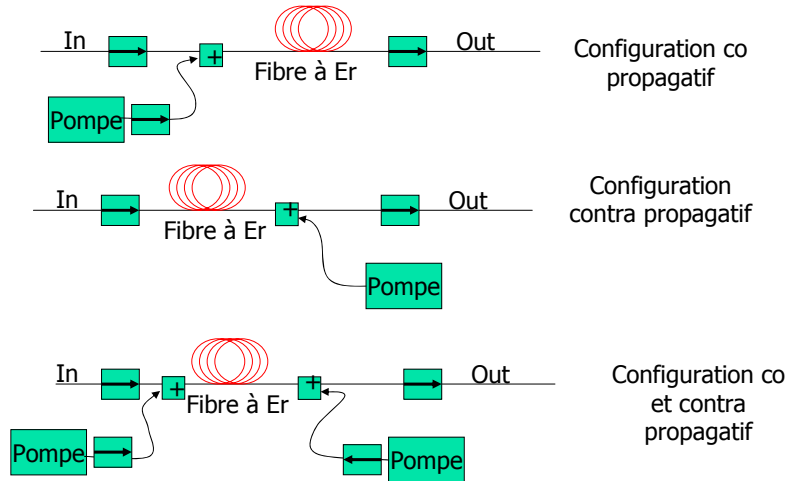 In
+
Out
Fibre à Er
Pompe
Configuration co
propagatif
In
+
Out
Fibre à Er
Pompe
Configuration
contra propagatif
In
+
+
Out
Fibre à Er
Pompe
Pompe
Configuration co
et contra
propagatif